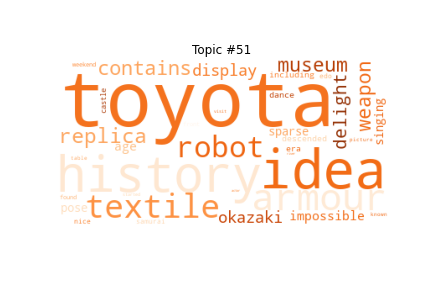 Topic #51
weekend
contains
display
museum
including
toyota
castle
dance
delight
weapon
singing
replica
age
robot
sparse
descended
era
picture
history
idea
table
armour
found
pose
textile
okazaki
impossible
known
nice
samurai